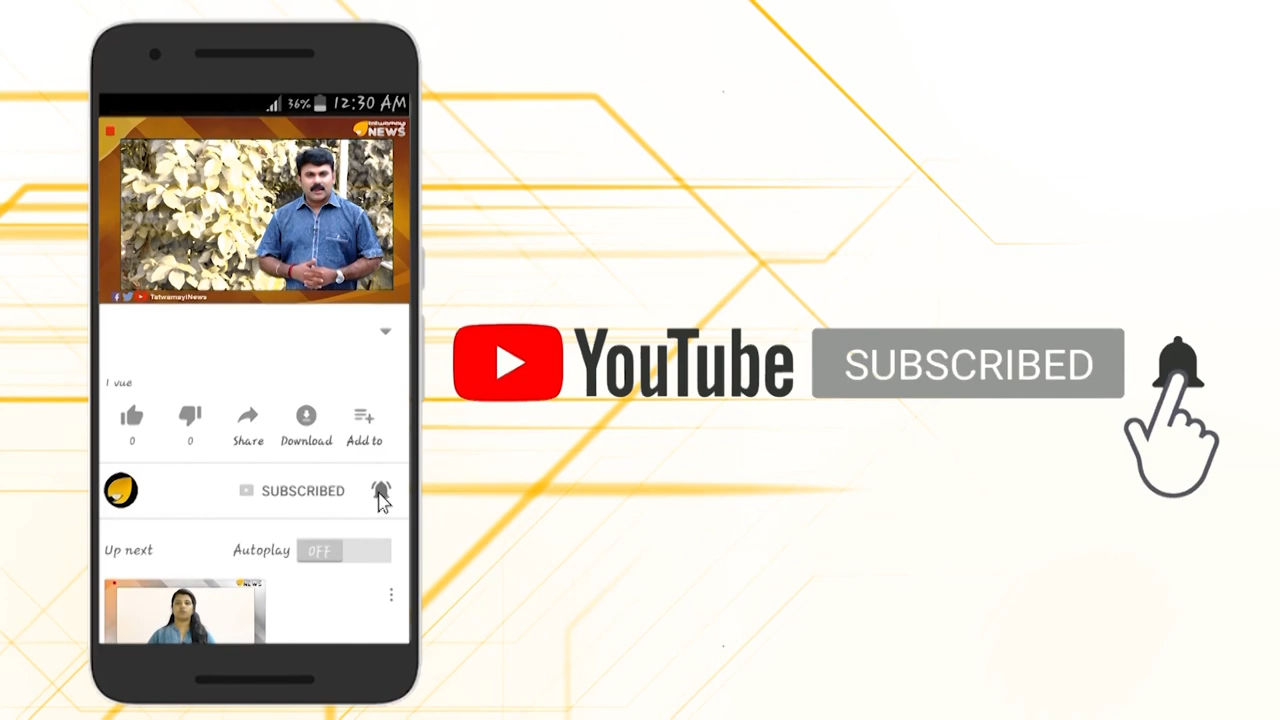 36% 12:30 AM
Tatwamayi
NEWS
TatwamayiNews
1 vue
0 0 Share Download Add to
SUBSCRIBED
Up next Autoplay OFF
NEWS
YouTube SUBSCRIBED